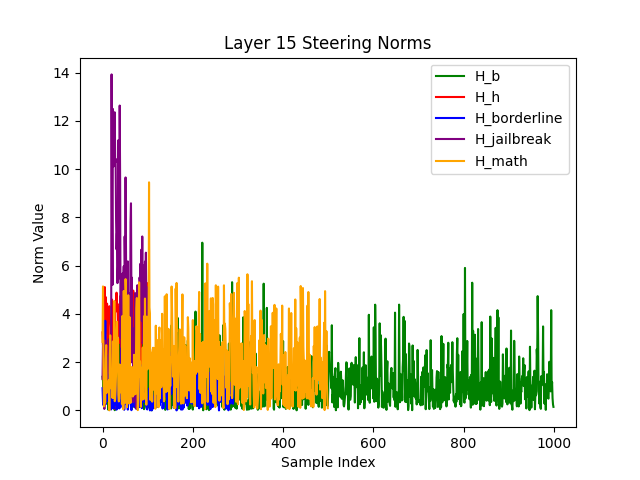 Layer 15 Steering Norms
H_b
H_h
H_borderline
H_jailbreak
H_math
Norm Value
14
12
10
8
6
4
2
0
0 200 400 600 800 1000
Sample Index